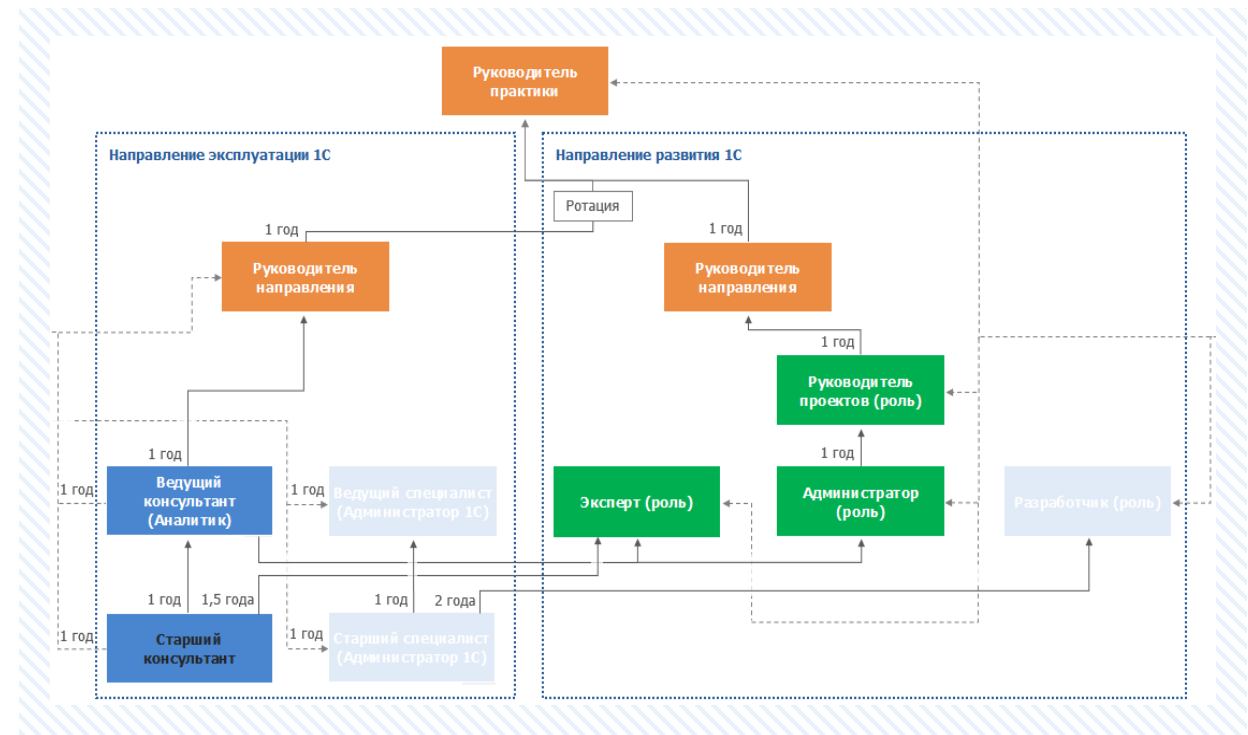 Руководитель
практики
Направление эксплуатации 1С
Направление развития 1С
Ротация
1 год
1 год
Руководитель
направления
Руководитель
направления
1 год
Руководитель
проектов (роль)
1 год
1 год
1 год
Ведущий
консультант
(Аналитик)
1 год
Ведущий специалист
(Администратор 1С)
Эксперт (роль)
Администратор
(роль)
Разработчик (роль)
1 год
1,5 года
1 год
2 года
1 год
Старший
консультант
1 год
Старший специалист
(Администратор 1С)